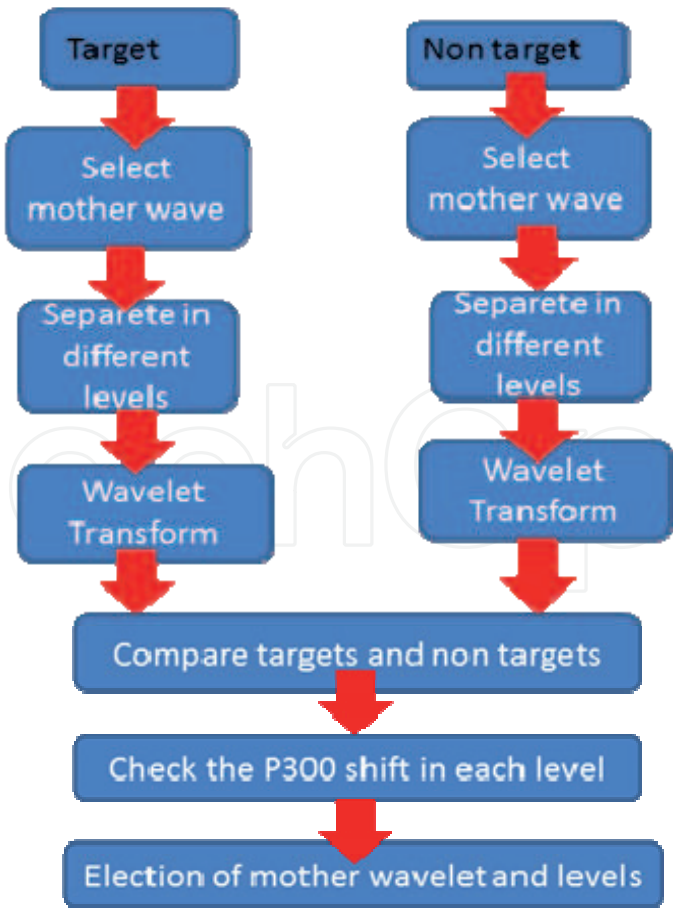 Target
Non target
Select
mother wave
Select
mother wave
Separete in
different
levels
Separete in
different
levels
Wavelet
Transform
Wavelet
Transform
Compare targets and non targets
Check the P300 shift in each level
Election of mother wavelet and levels